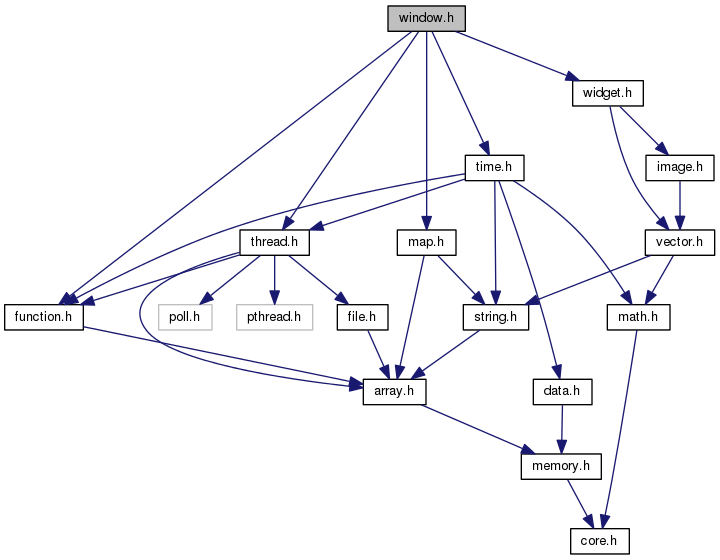 window.h
widget.h
time.h
image.h
thread.h
map.h
vector.h
function.h
poll.h
pthread.h
file.h
string.h
math.h
array.h
data.h
memory.h
core.h